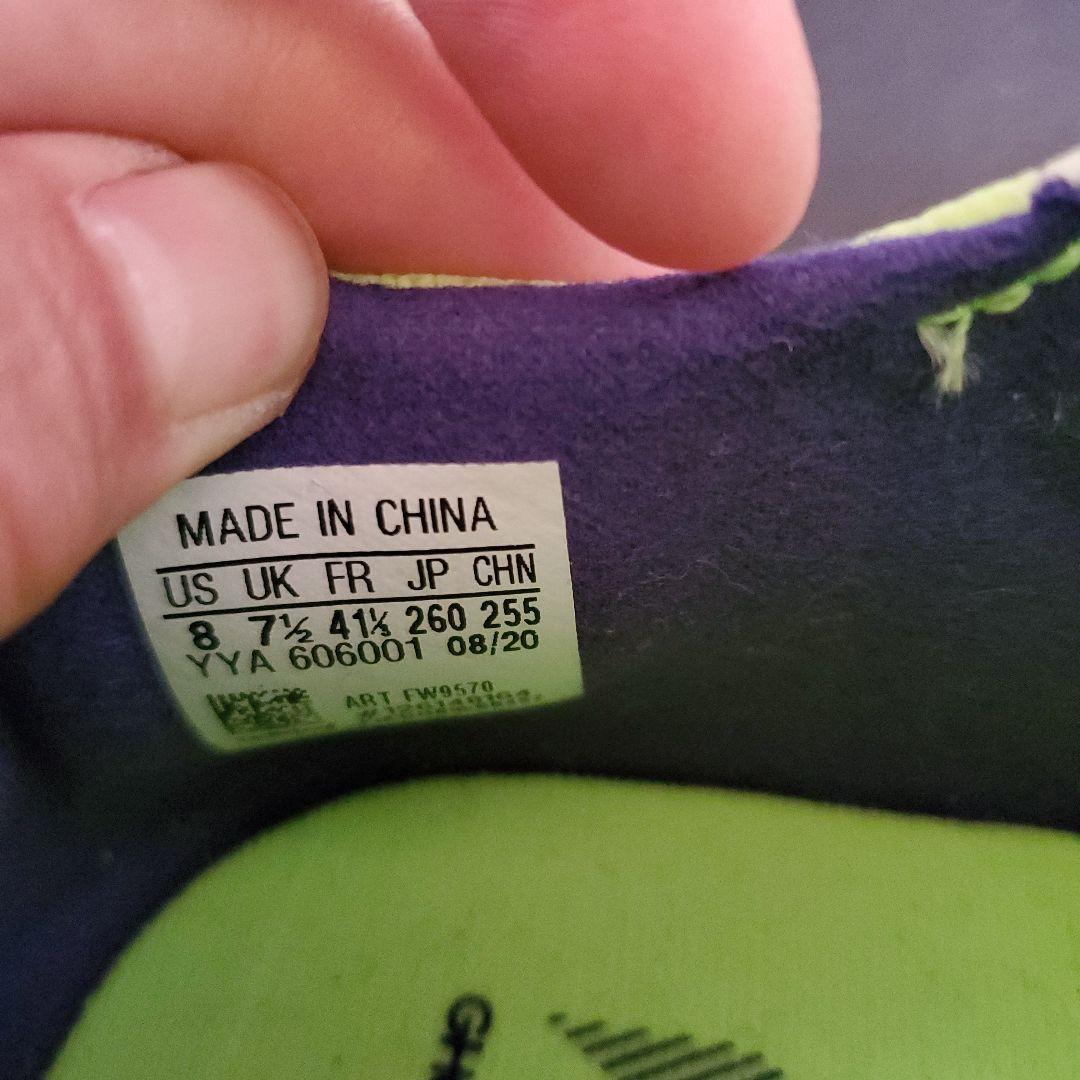 MADE IN CHINA
US UK FR JP CHN
8 7½ 41⅓ 260 255
YYA 606001 08/20
ART FW9570